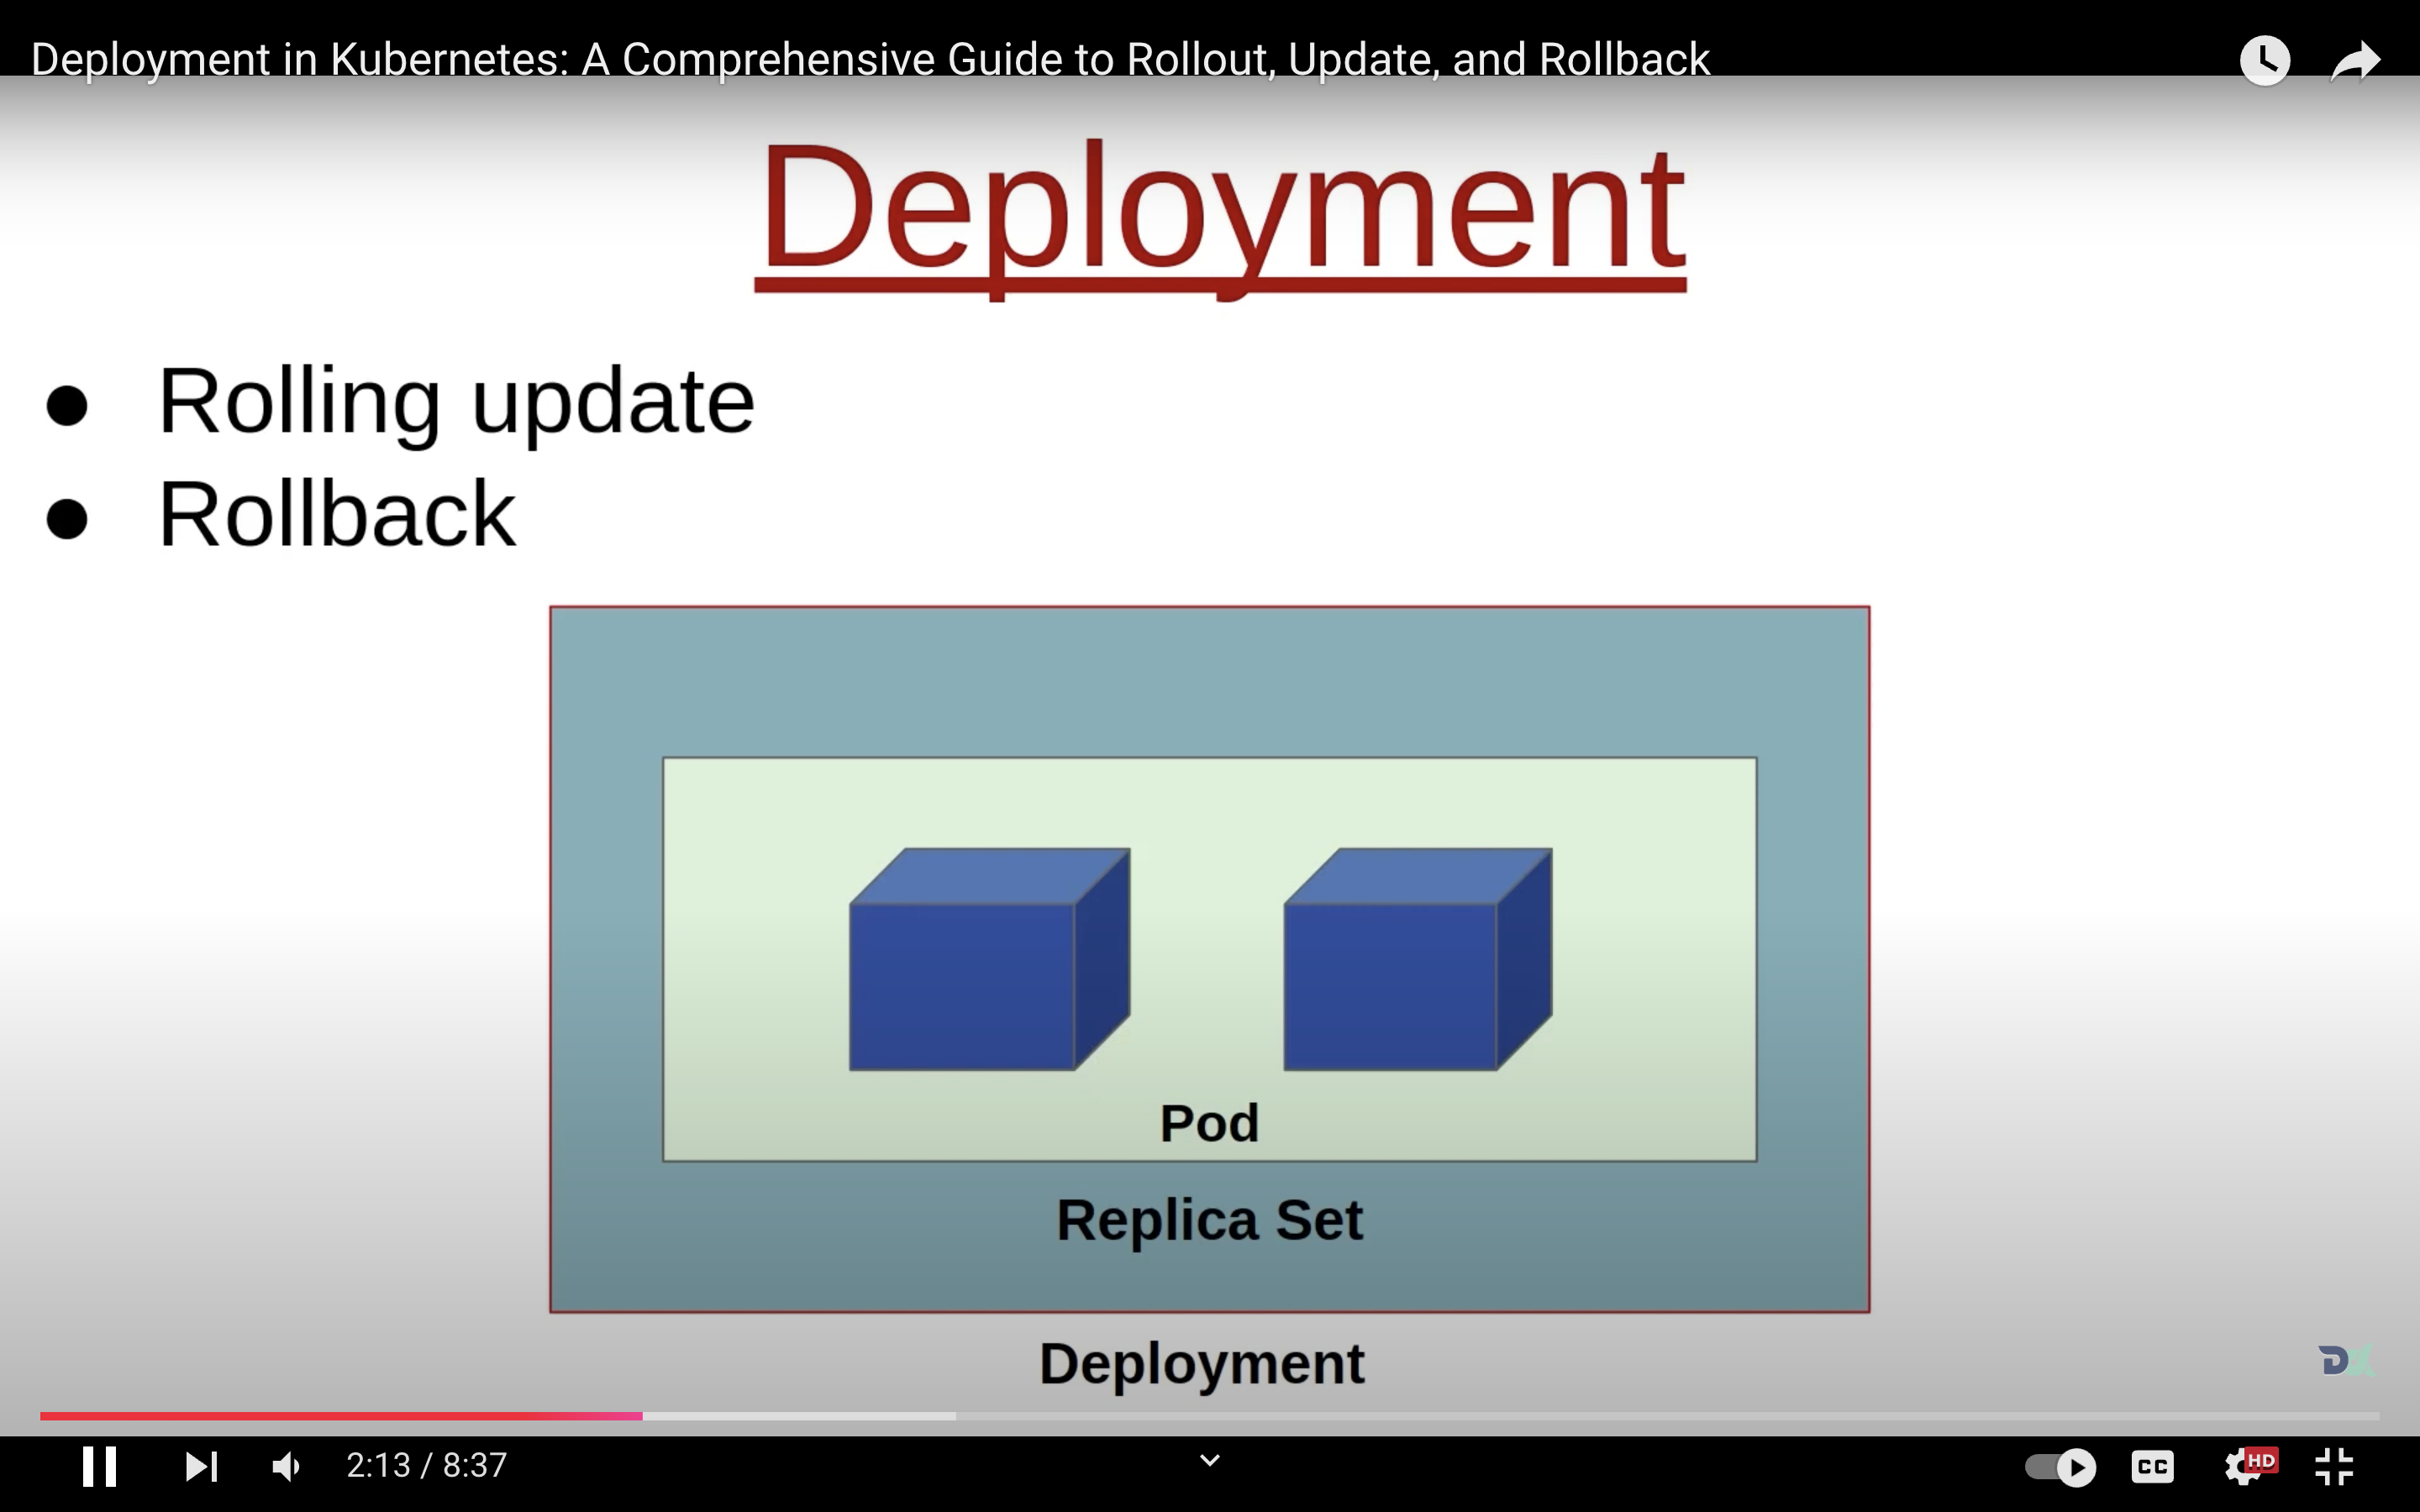 Deployment in Kubernetes: A Comprehensive Guide to Rollout, Update, and Rollback
Deployment
● Rolling update
● Rollback
Pod
Replica Set
Deployment
DX
2:13 / 8:37
CC
HD